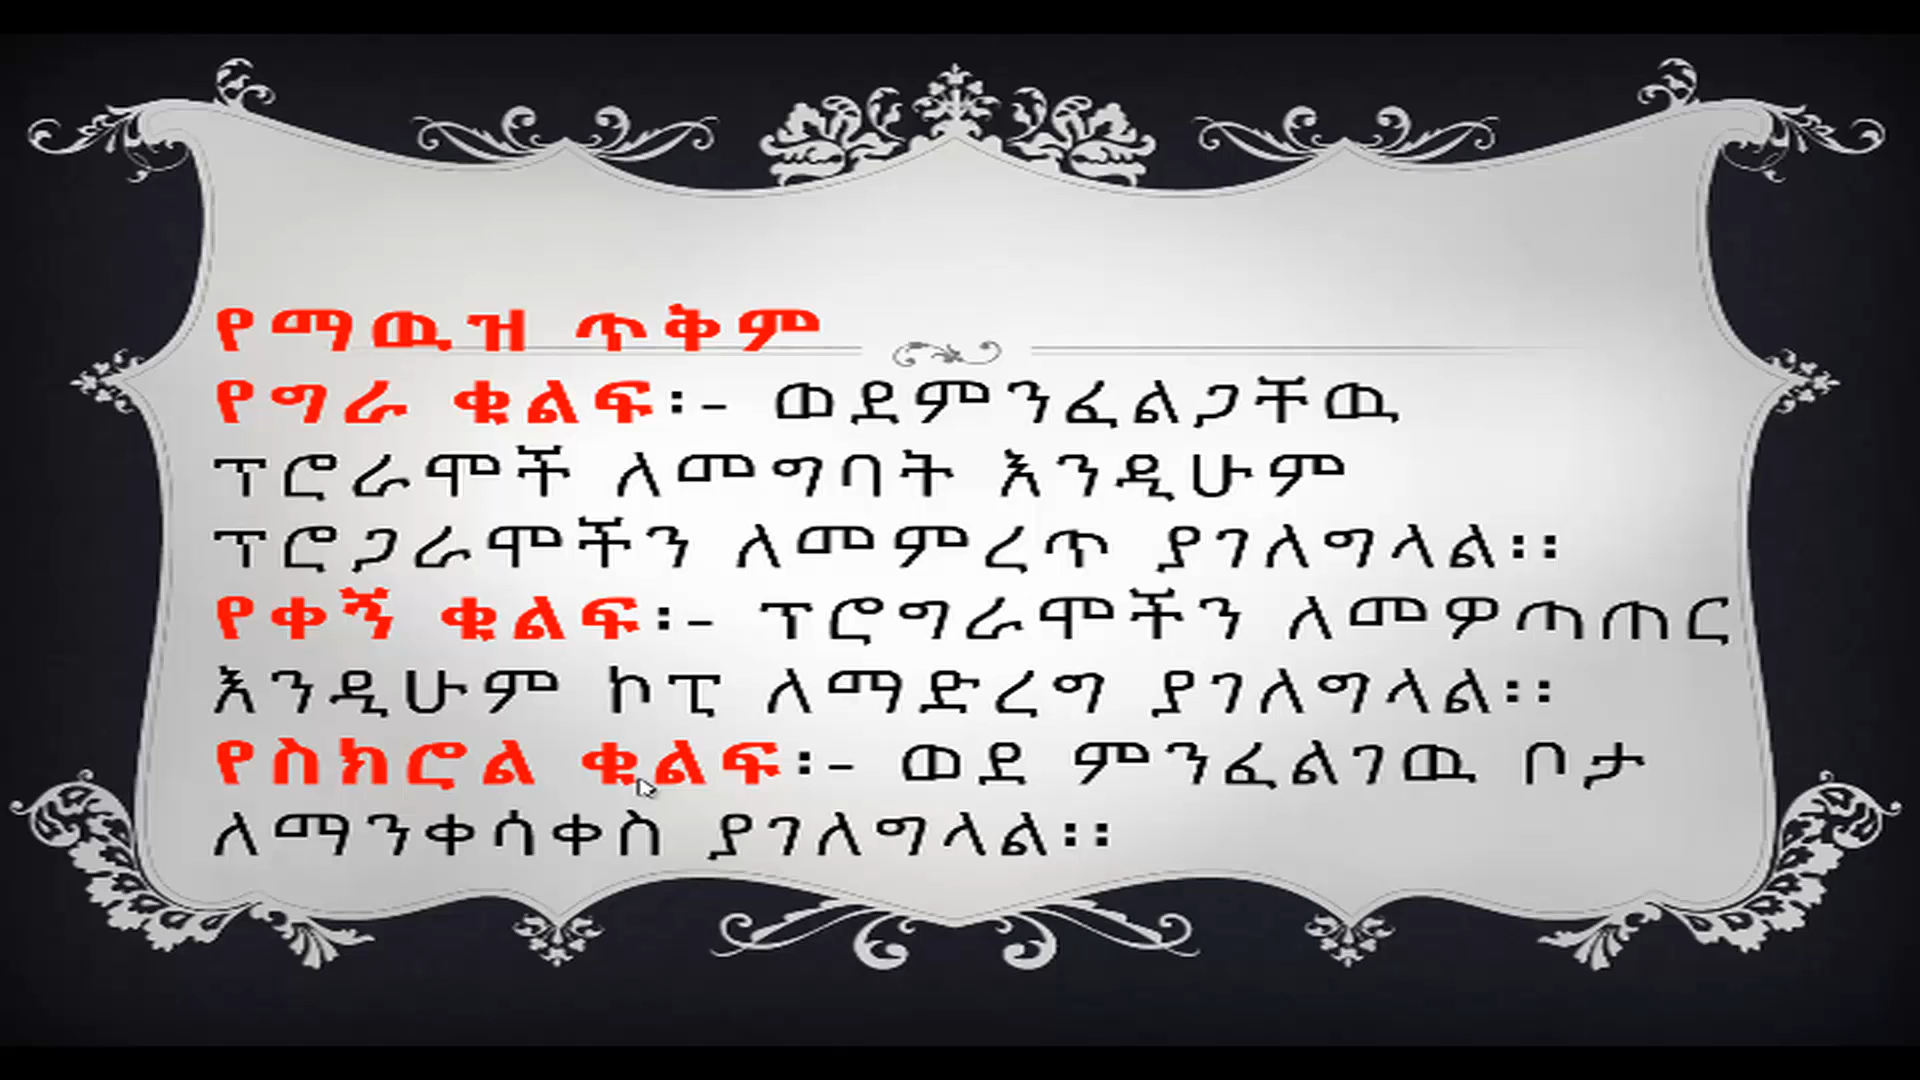 የማዉዝ ጥቅም
የግራ ቁልፍ፡- ወደምንፈልጋቸዉ
ፕሮራሞች ለመግባት እንዲሁም
ፕሮጋራሞችን ለመምረጥ ያገለግላል፡፡
የቀኝ ቁልፍ፡- ፕሮግራሞችን ለመዎጣጠር
እንዲሁም ኮፒ ለማድረግ ያገለግላል፡፡
የስክሮል ቁልፍ፡- ወደ ምንፈልገዉ ቦታ
ለማንቀሳቀስ ያገለግላል፡፡